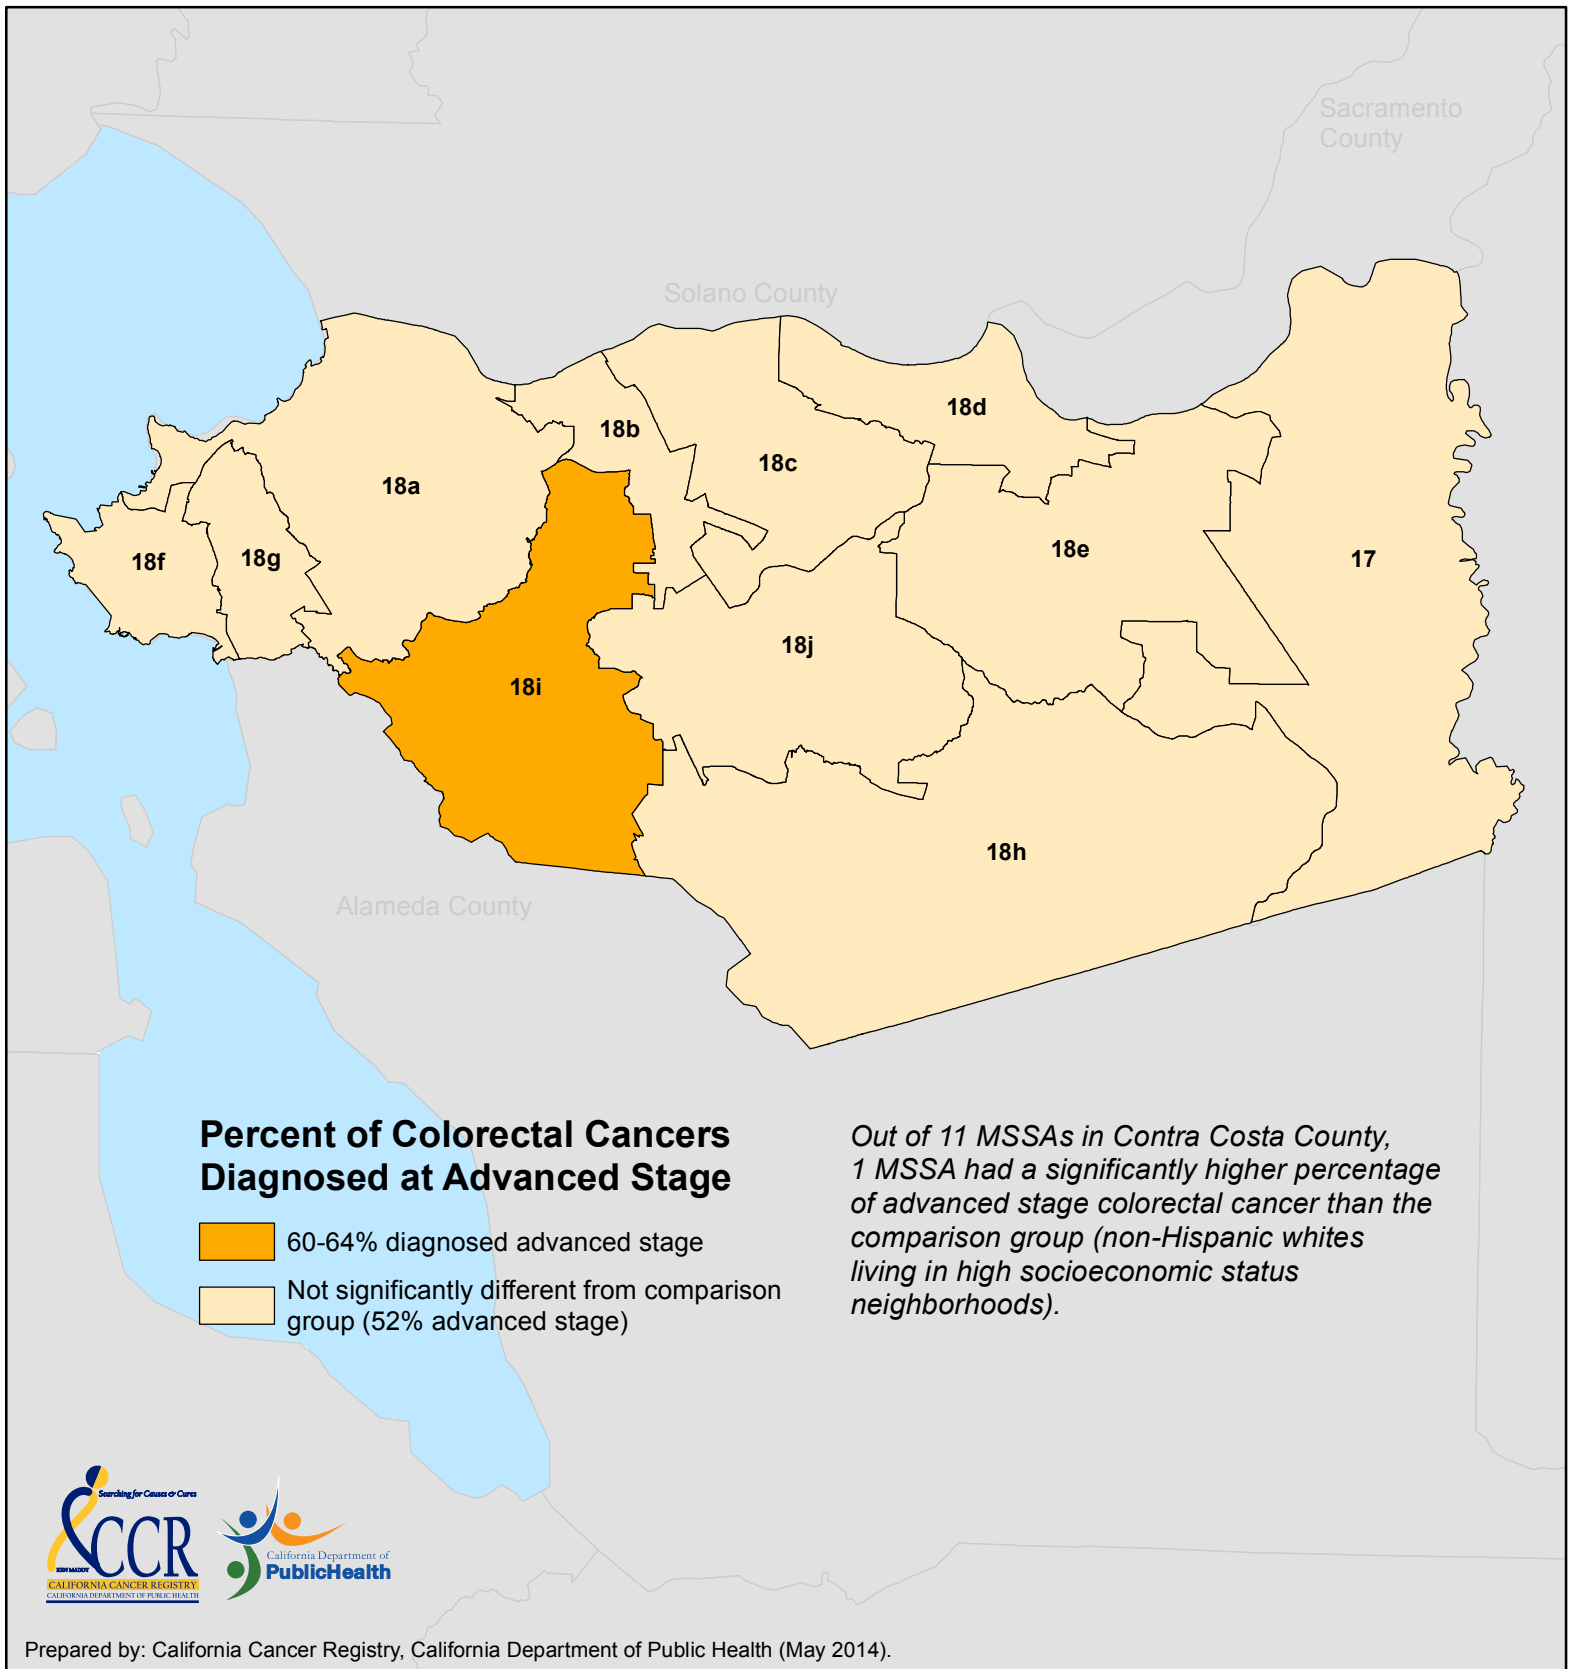 Sacramento
County
Solano County
18d
18b
18c
18a
18e
17
18f
18g
18j
18i
18h
Alameda County
Percent of Colorectal Cancers
Diagnosed at Advanced Stage
60-64% diagnosed advanced stage
Not significantly different from comparison
group (52% advanced stage)
Out of 11 MSSAs in Contra Costa County,
1 MSSA had a significantly higher percentage
of advanced stage colorectal cancer than the
comparison group (non-Hispanic whites
living in high socioeconomic status
neighborhoods).
Searching for Causes & Cures
CCR
KEN MADDY
CALIFORNIA CANCER REGISTRY
CALIFORNIA DEPARTMENT OF PUBLIC HEALTH
California Department of
PublicHealth
Prepared by: California Cancer Registry, California Department of Public Health (May 2014).